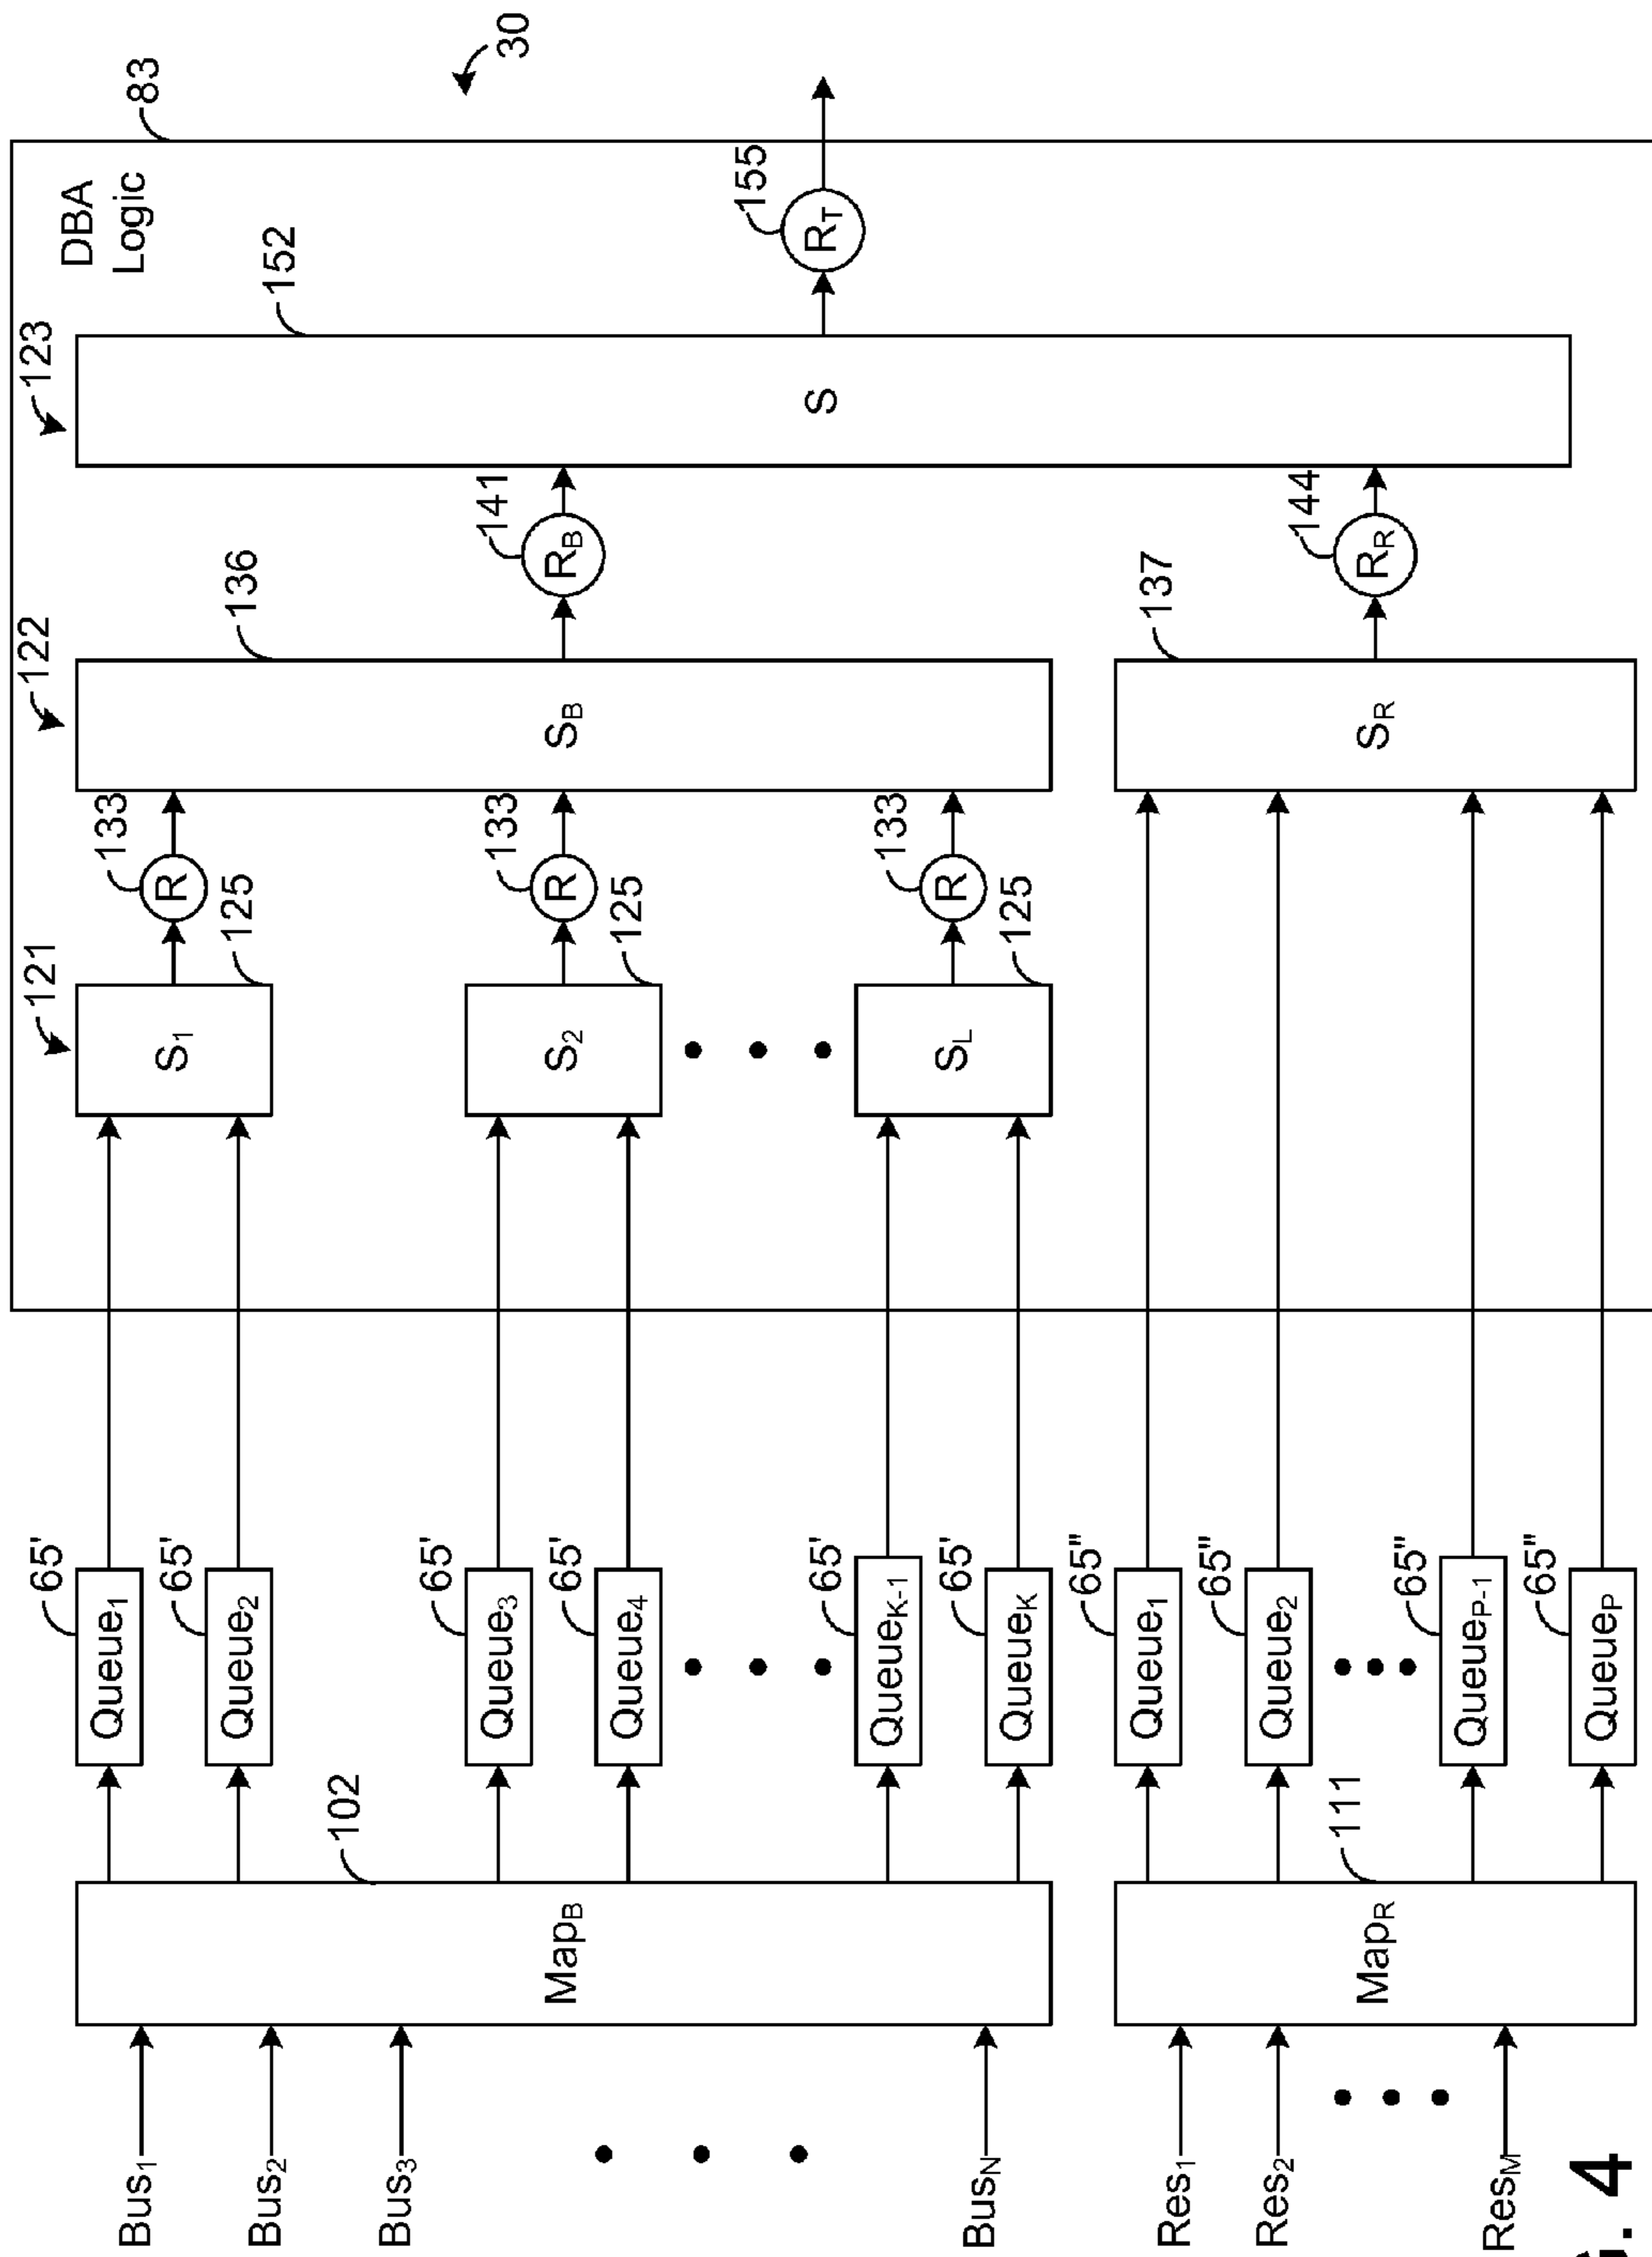 30
83
DBA
Logic
123
152
S
155
R_T
122
136
S_B
141
R_B
137
S_R
144
R_R
121
S_1
125
133
R
S_2
125
133
R
S_L
125
133
R
65'
Queue_1
65'
Queue_2
65'
Queue_3
65'
Queue_4
65'
Queue_K-1
65'
Queue_K
65"
Queue_1
65"
Queue_2
65"
Queue_P-1
65"
Queue_P
102
Map_B
111
Map_R
Bus_1
Bus_2
Bus_3
Bus_N
Res_1
Res_2
Res_M
G. 4